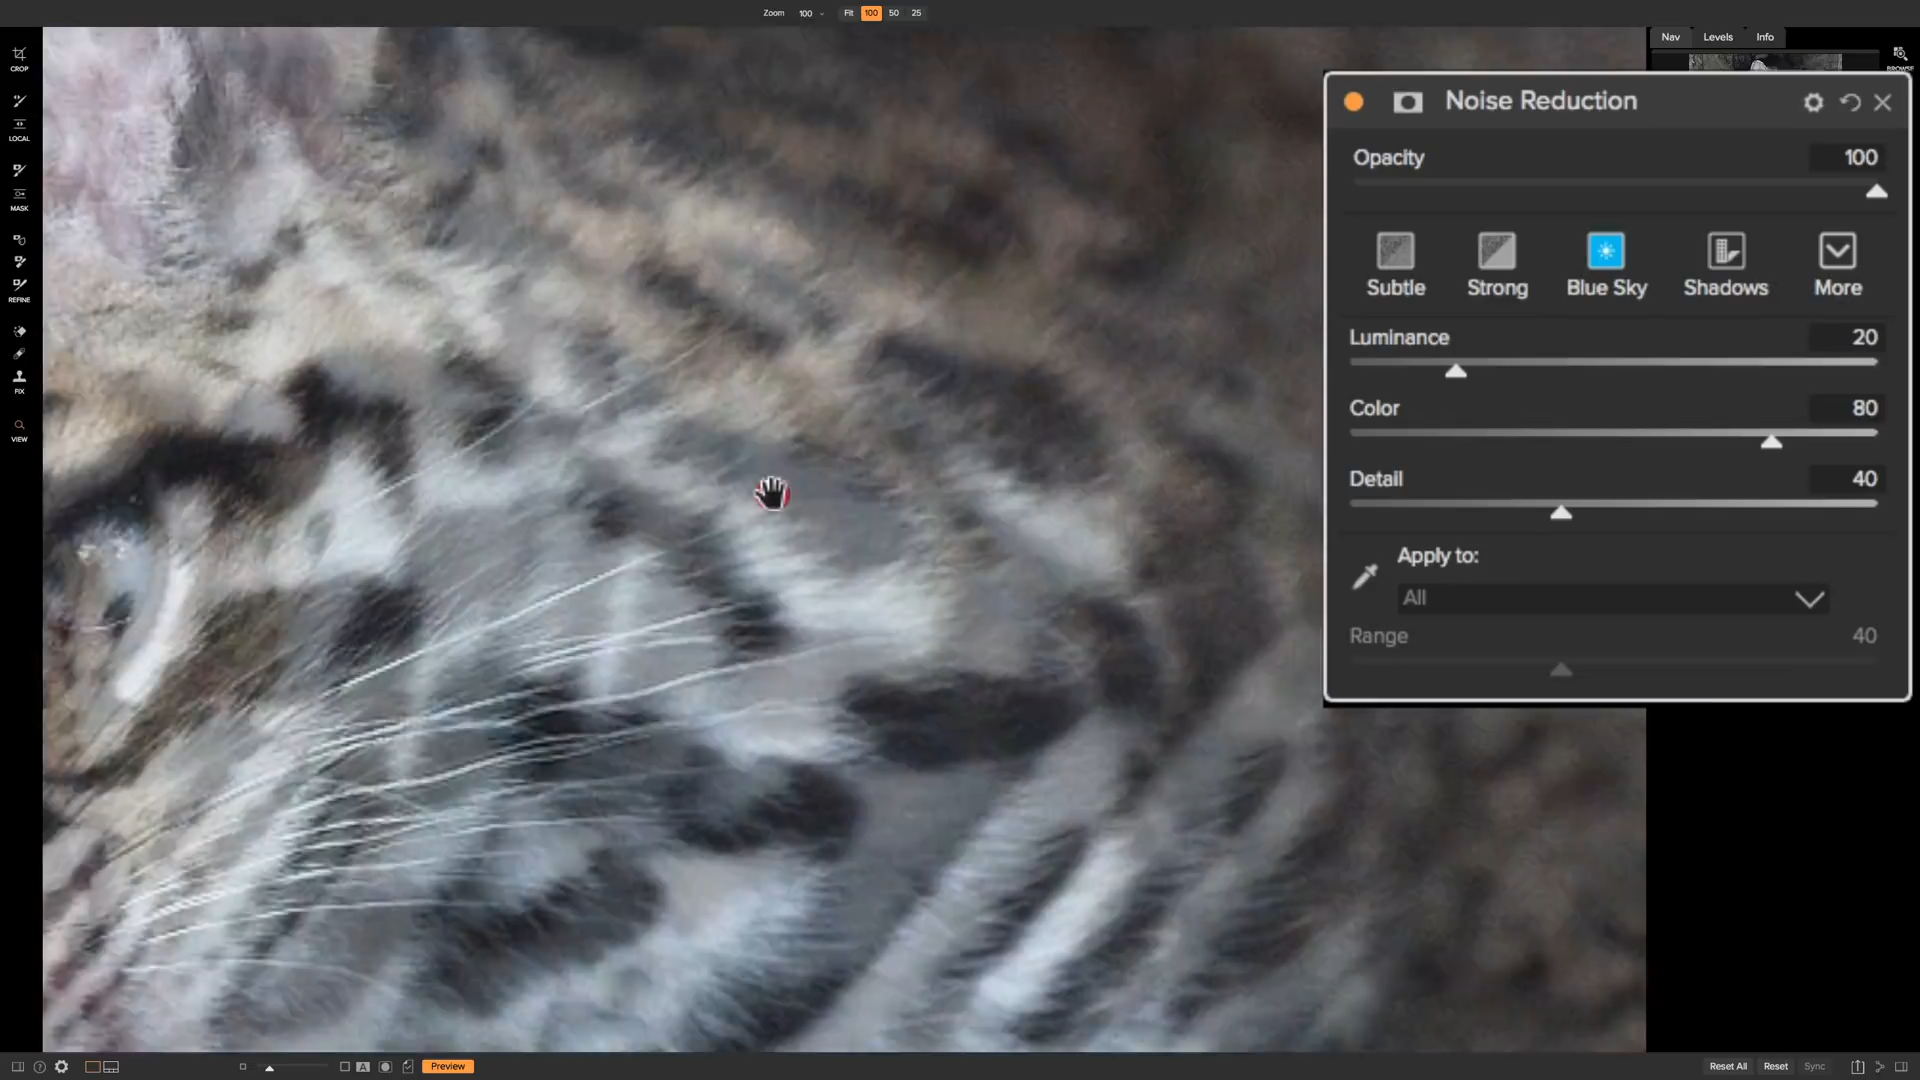 Zoom 100 Fit 100 50 25
Nav Levels Info
CROP
BROWSE
Noise Reduction
Opacity 100
LOCAL
MASK
Subtle Strong Blue Sky Shadows More
REFINE
Luminance 20
FIX
Color 80
VIEW
Detail 40
Apply to:
All
Range 40
A Preview Reset All Reset Sync